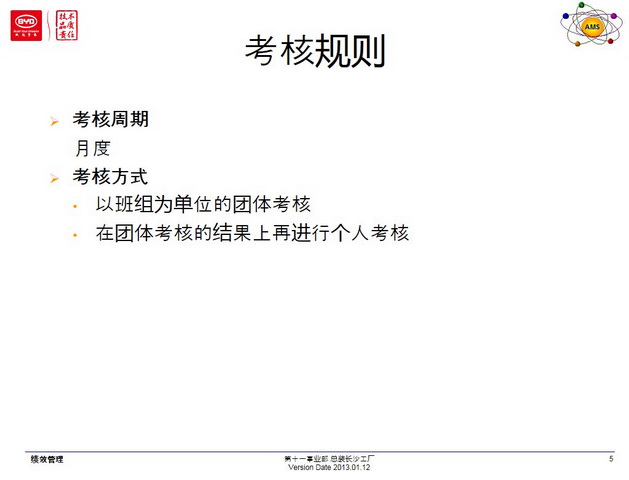 BYD
技术
品质
责任
AMS
考核规则
考核周期
月度
考核方式
以班组为单位的团体考核
在团体考核的结果上再进行个人考核
绩效管理
第十一事业部 总装长沙工厂
Version Date 2013.01.12
5